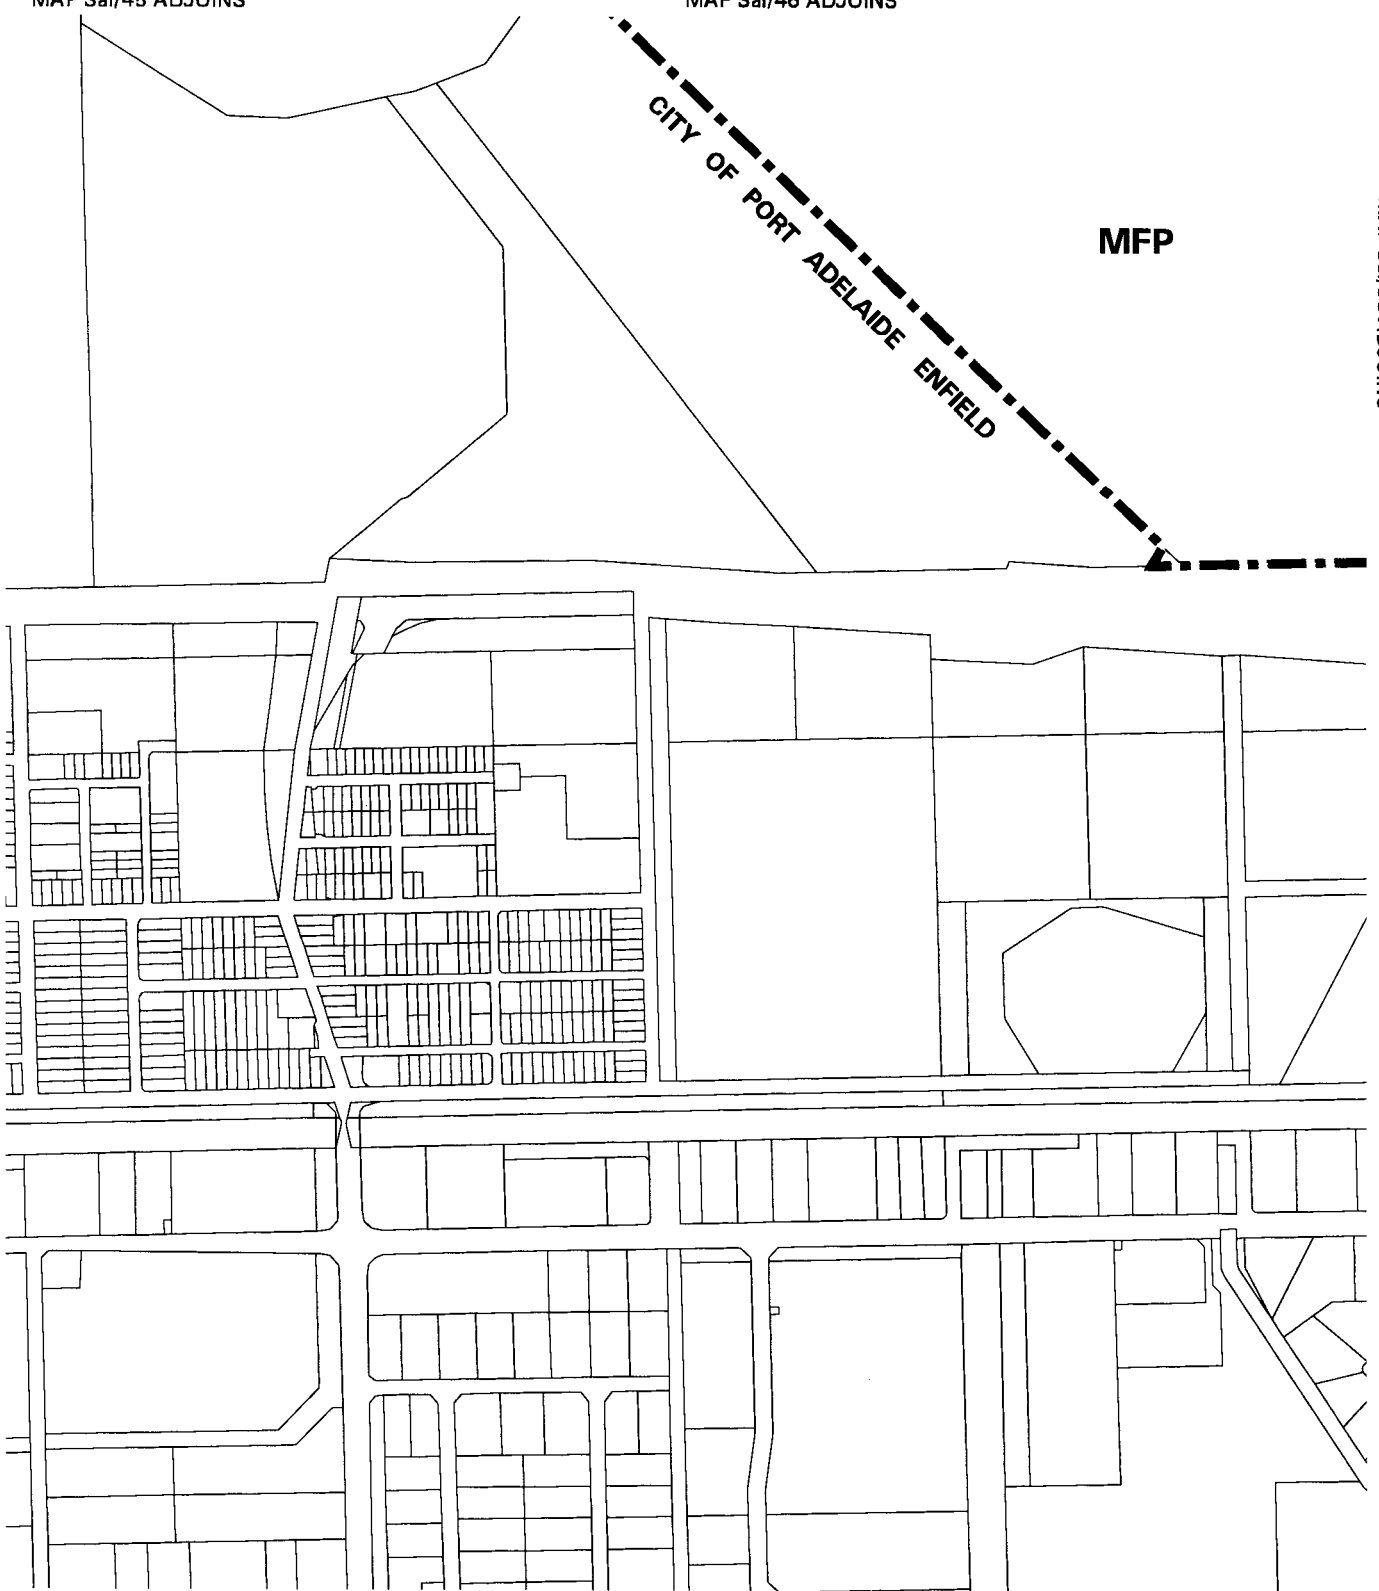 MAP Sal/45 ADJOINS
MAP Sal/46 ADJOINS
CITY OF PORT ADELAIDE ENFIELD
MFP